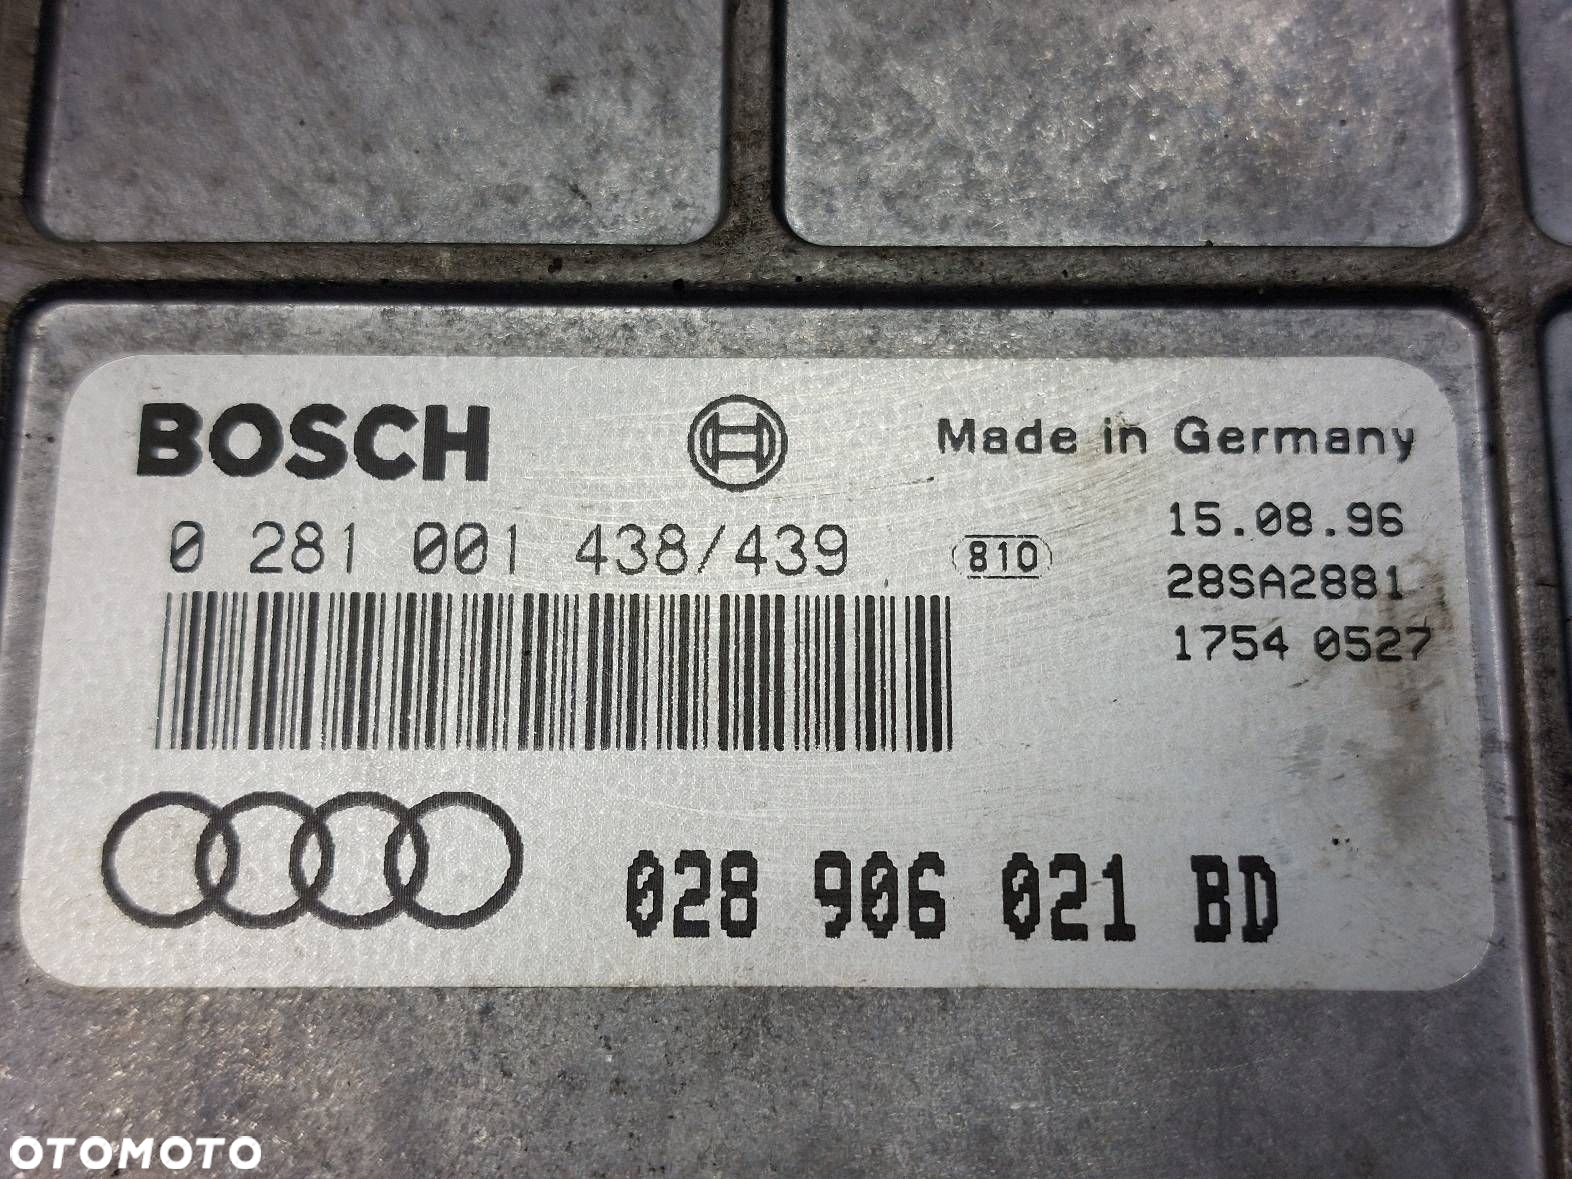 BOSCH
Made in Germany
0 281 001 438/439
810
15.08.96
28SA2881
1754 0527
028 906 021 BD
OTOMOTO